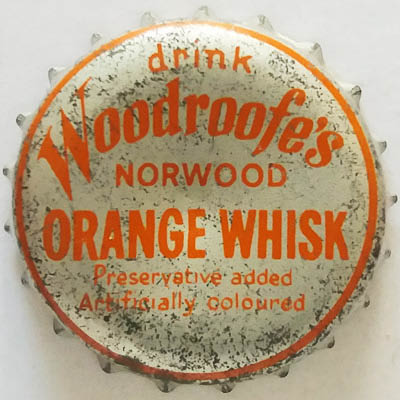 drink
Woodroofe's
NORWOOD
ORANGE WHISK
Preservative added
Artificially coloured